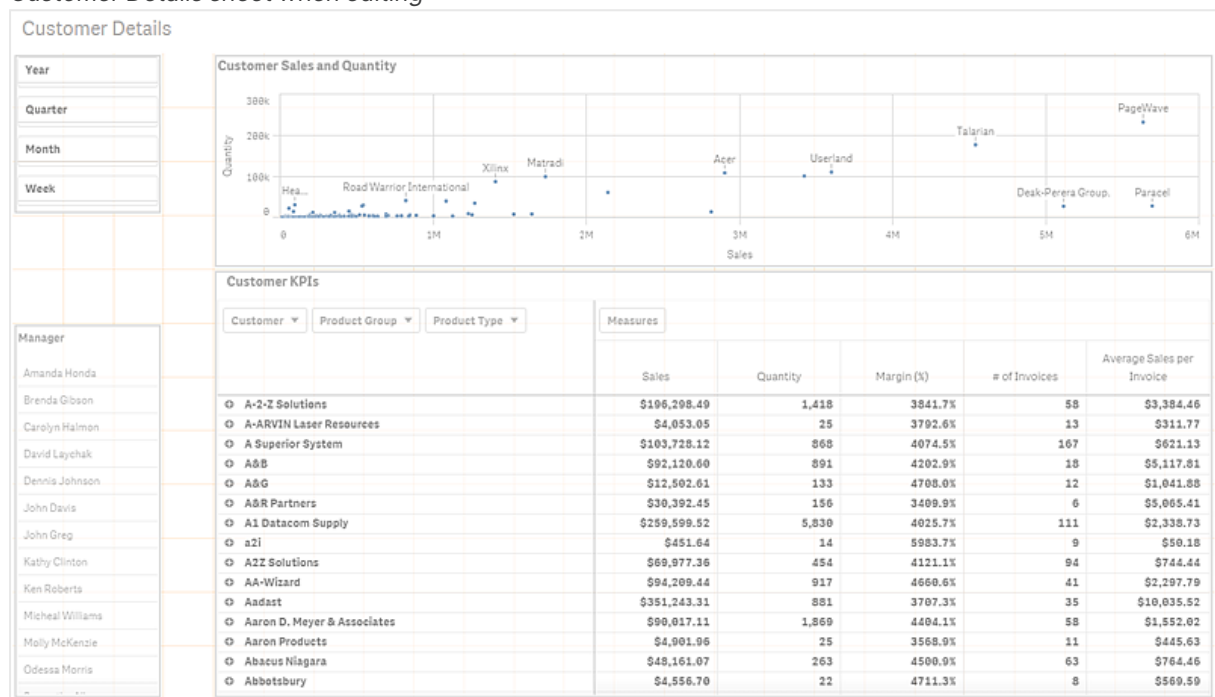 Customer Details sheet when editing
Customer Details
Year
Quarter
Month
Week
Customer Sales and Quantity
300k
200k
100k
0
Quantity
PageWave
Talarian
Acer
Userland
Xilinx
Matradi
Hea...
Road Warrior International
Deak-Perera Group.
Paracel
0
1M
2M
3M
4M
5M
6M
Sales
Manager
Amanda Honda
Brenda Gibson
Carolyn Halmon
David Laychak
Dennis Johnson
John Davis
John Greg
Kathy Clinton
Ken Roberts
Micheal Williams
Molly McKenzie
Odessa Morris
Customer KPIs
Customer Product Group Product Type Measures
Sales Quantity Margin (%) # of Invoices Average Sales per Invoice
A-2-Z Solutions $196,298.49 1,418 3841.7% 58 $3,384.46
A-ARVIN Laser Resources $4,053.05 25 3792.6% 13 $311.77
A Superior System $103,728.12 868 4074.5% 167 $621.13
A&B $92,120.60 891 4202.9% 18 $5,117.81
A&G $12,502.61 133 4708.0% 12 $1,041.88
A&R Partners $30,392.45 156 3409.9% 6 $5,065.41
A1 Datacom Supply $259,599.52 5,830 4025.7% 111 $2,338.73
a2i $451.64 14 5983.7% 9 $50.18
A2Z Solutions $69,977.36 454 4121.1% 94 $744.44
AA-Wizard $94,209.44 917 4660.6% 41 $2,297.79
Aadast $351,243.31 881 3707.3% 35 $10,035.52
Aaron D. Meyer & Associates $90,017.11 1,869 4404.1% 58 $1,552.02
Aaron Products $4,901.96 25 3568.9% 11 $445.63
Abacus Niagara $48,161.07 263 4500.9% 63 $764.46
Abbotsbury $4,556.70 22 4711.3% 8 $569.59